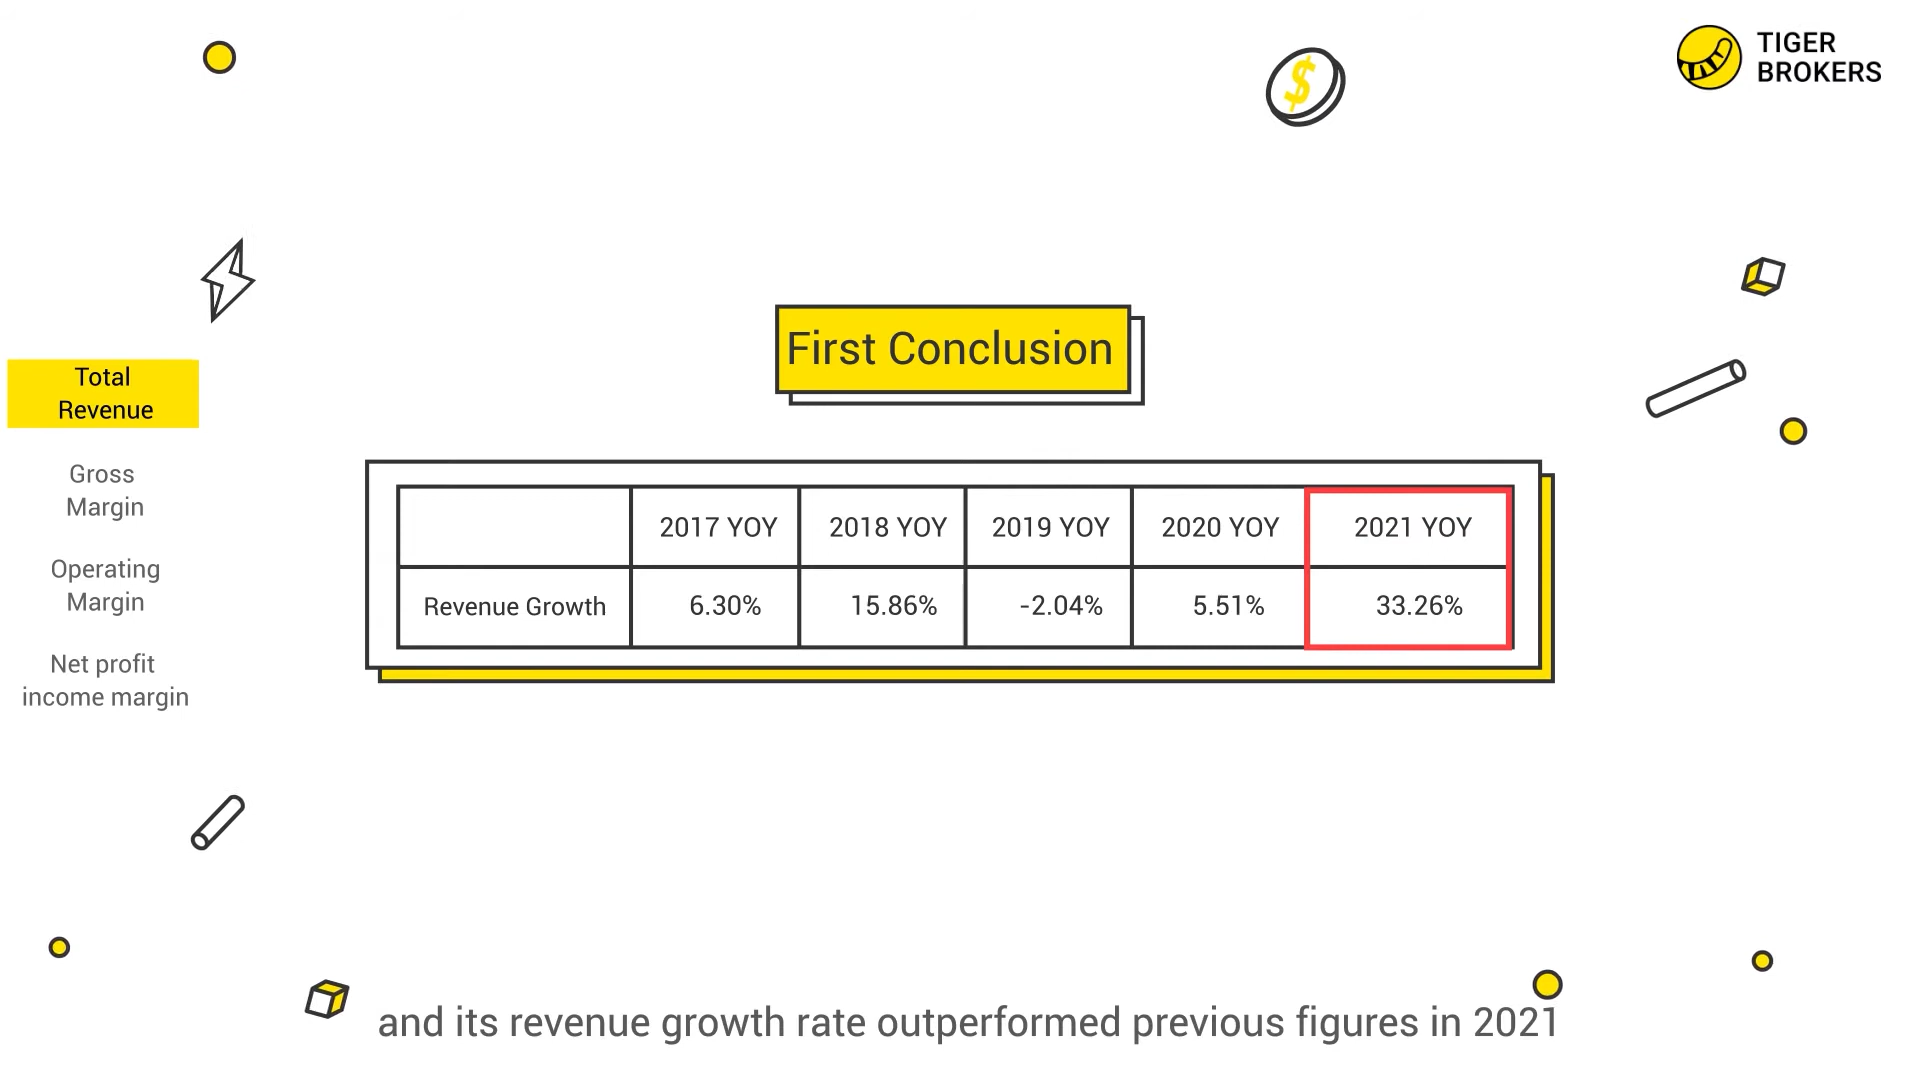 TIGER
BROKERS
First Conclusion
Total
Revenue
Gross
Margin
Operating
Margin
Net profit
income margin
2017 YOY 2018 YOY 2019 YOY 2020 YOY 2021 YOY
Revenue Growth 6.30% 15.86% -2.04% 5.51% 33.26%
and its revenue growth rate outperformed previous figures in 2021